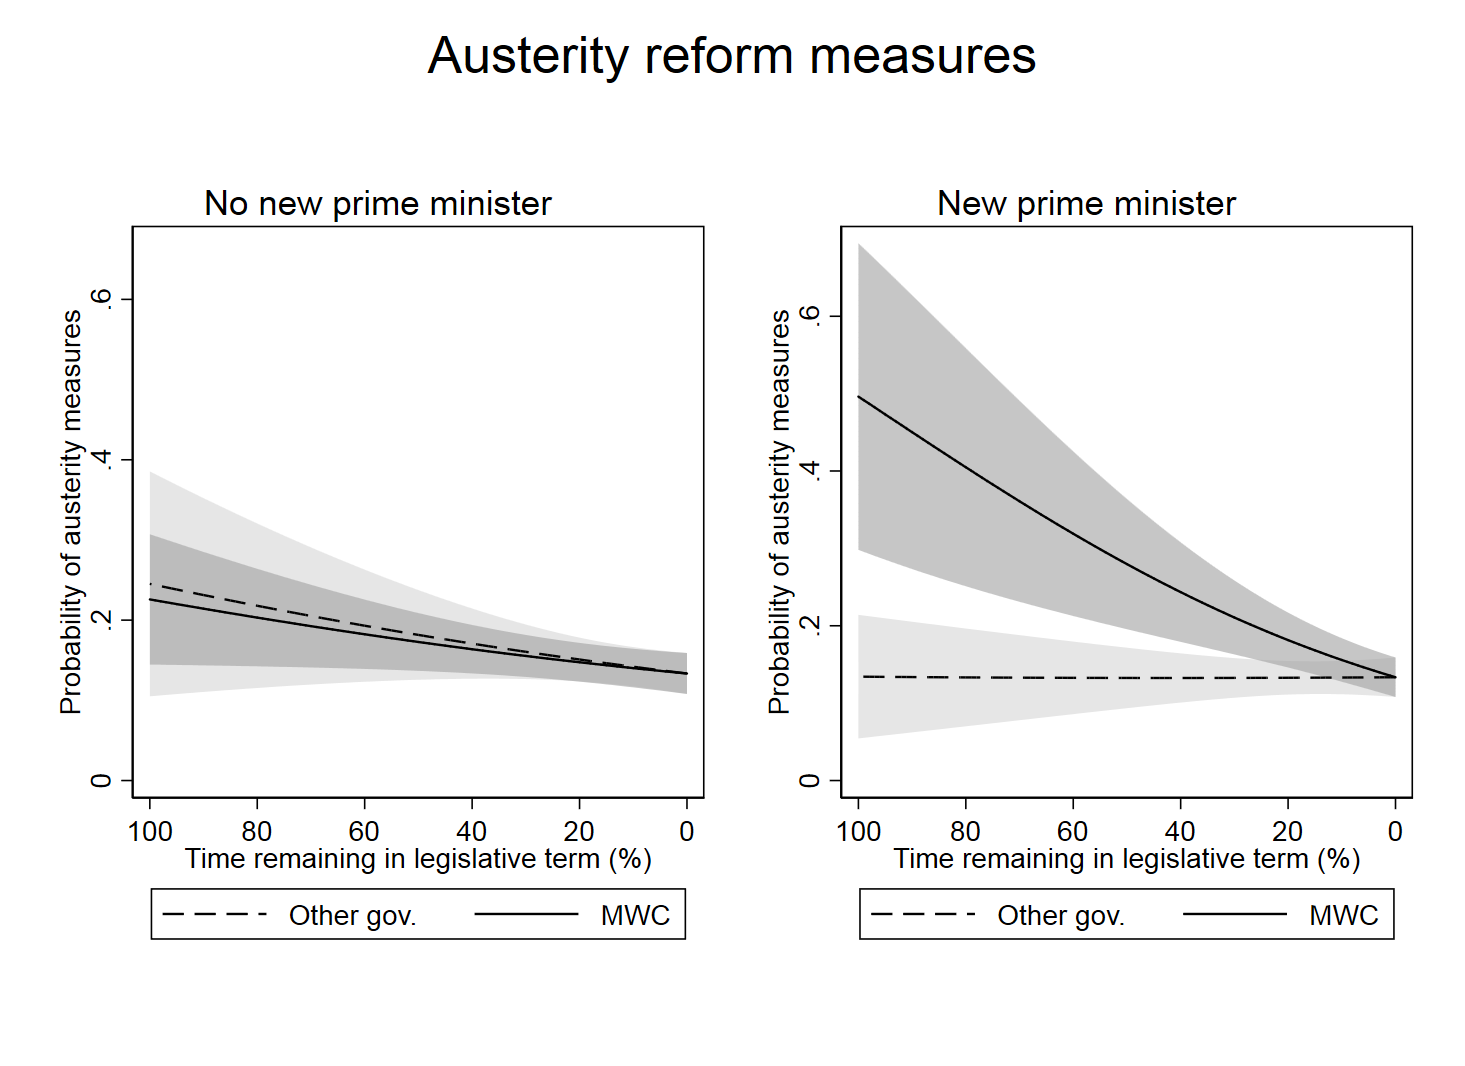 Austerity reform measures
No new prime minister
Probability of austerity measures
.6
.4
.2
0
100 80 60 40 20 0
Time remaining in legislative term (%)
Other gov. MWC
New prime minister
Probability of austerity measures
.6
.4
.2
0
100 80 60 40 20 0
Time remaining in legislative term (%)
Other gov. MWC